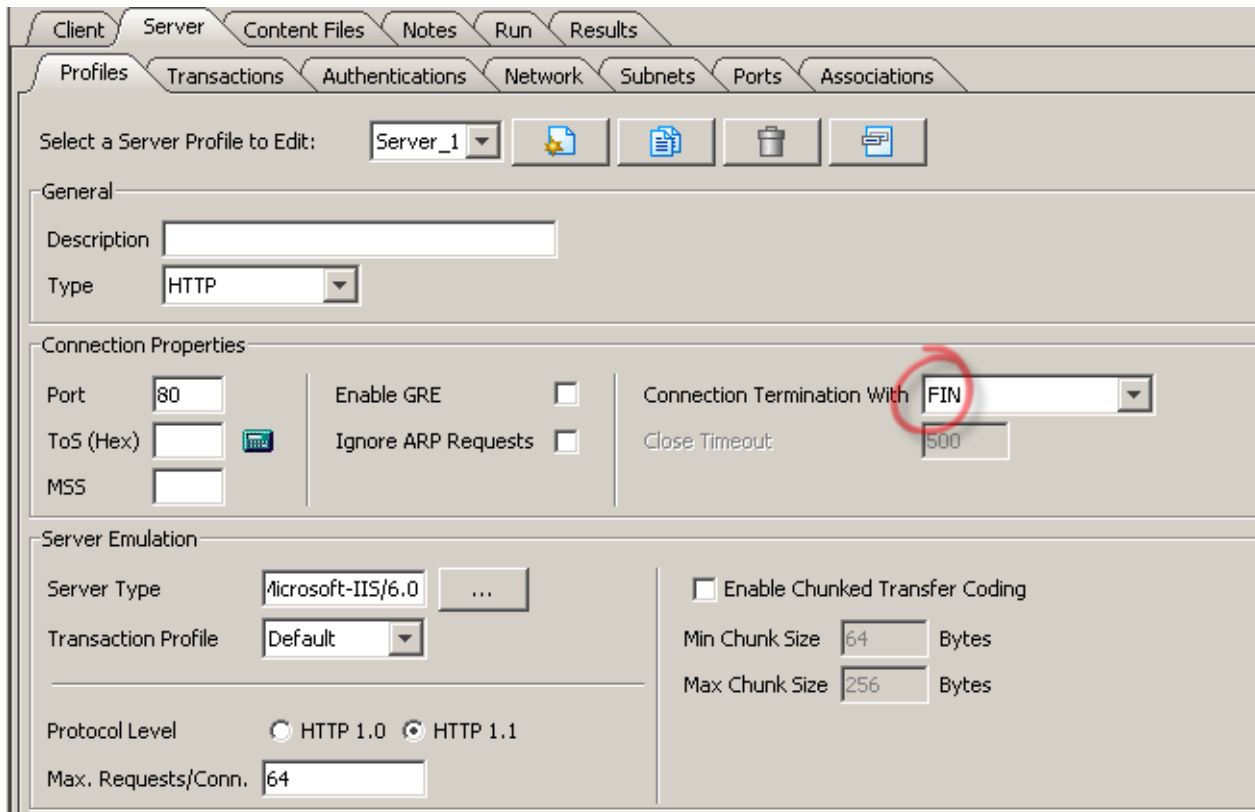 Client Server Content Files Notes Run Results
Profiles Transactions Authentications Network Subnets Ports Associations
Select a Server Profile to Edit: Server_1
General
Description
Type HTTP
Connection Properties
Port 80 Enable GRE Connection Termination With FIN
ToS (Hex) Ignore ARP Requests Close Timeout 500
MSS
Server Emulation
Server Type Microsoft-IIS/6.0 ... Enable Chunked Transfer Coding
Transaction Profile Default Min Chunk Size 64 Bytes
Max Chunk Size 256 Bytes
Protocol Level HTTP 1.0 HTTP 1.1
Max. Requests/Conn. 64